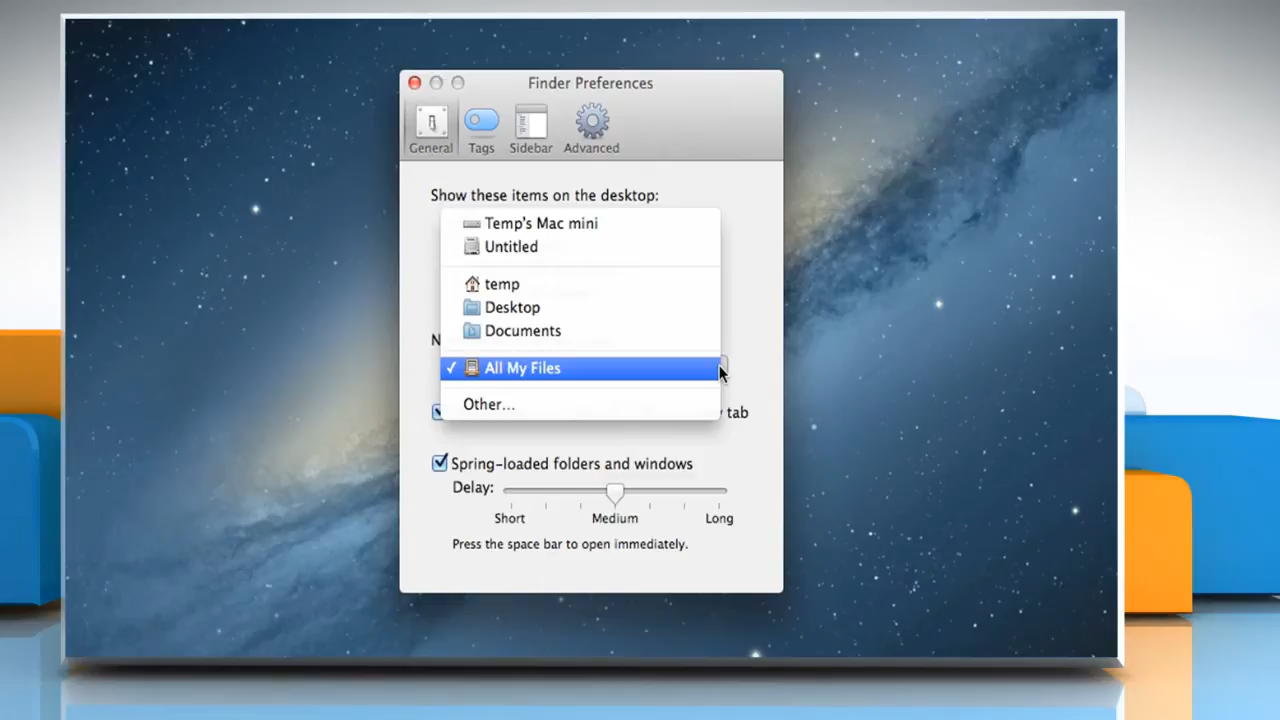 Finder Preferences
General Tags Sidebar Advanced
Show these items on the desktop:
Temp's Mac mini
Untitled
temp
Desktop
Documents
N
✓ All My Files
Other...
tab
Spring-loaded folders and windows
Delay:
Short Medium Long
Press the space bar to open immediately.